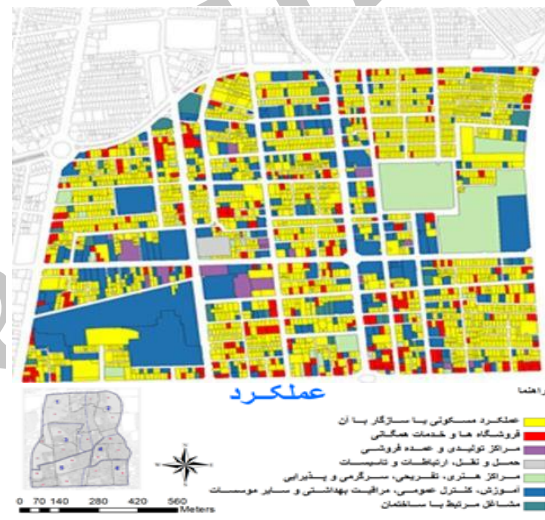 عملکرد
راهنما
عملکرد مسکونی یا سازگار با آن
فروشگاه ها و خدمات همگانی
مراکز تولیدی و عمده فروشی
حمل و نقل، ارتباطات و تاسیسات
مراکز هنری، تفریحی، سرگرمی و پذیرایی
آموزش، کنترل عمومی، مراقبت بهداشتی و سایر موسسات
مشاغل مرتبط با ساختمان
0 70 140 280 420 560
Meters